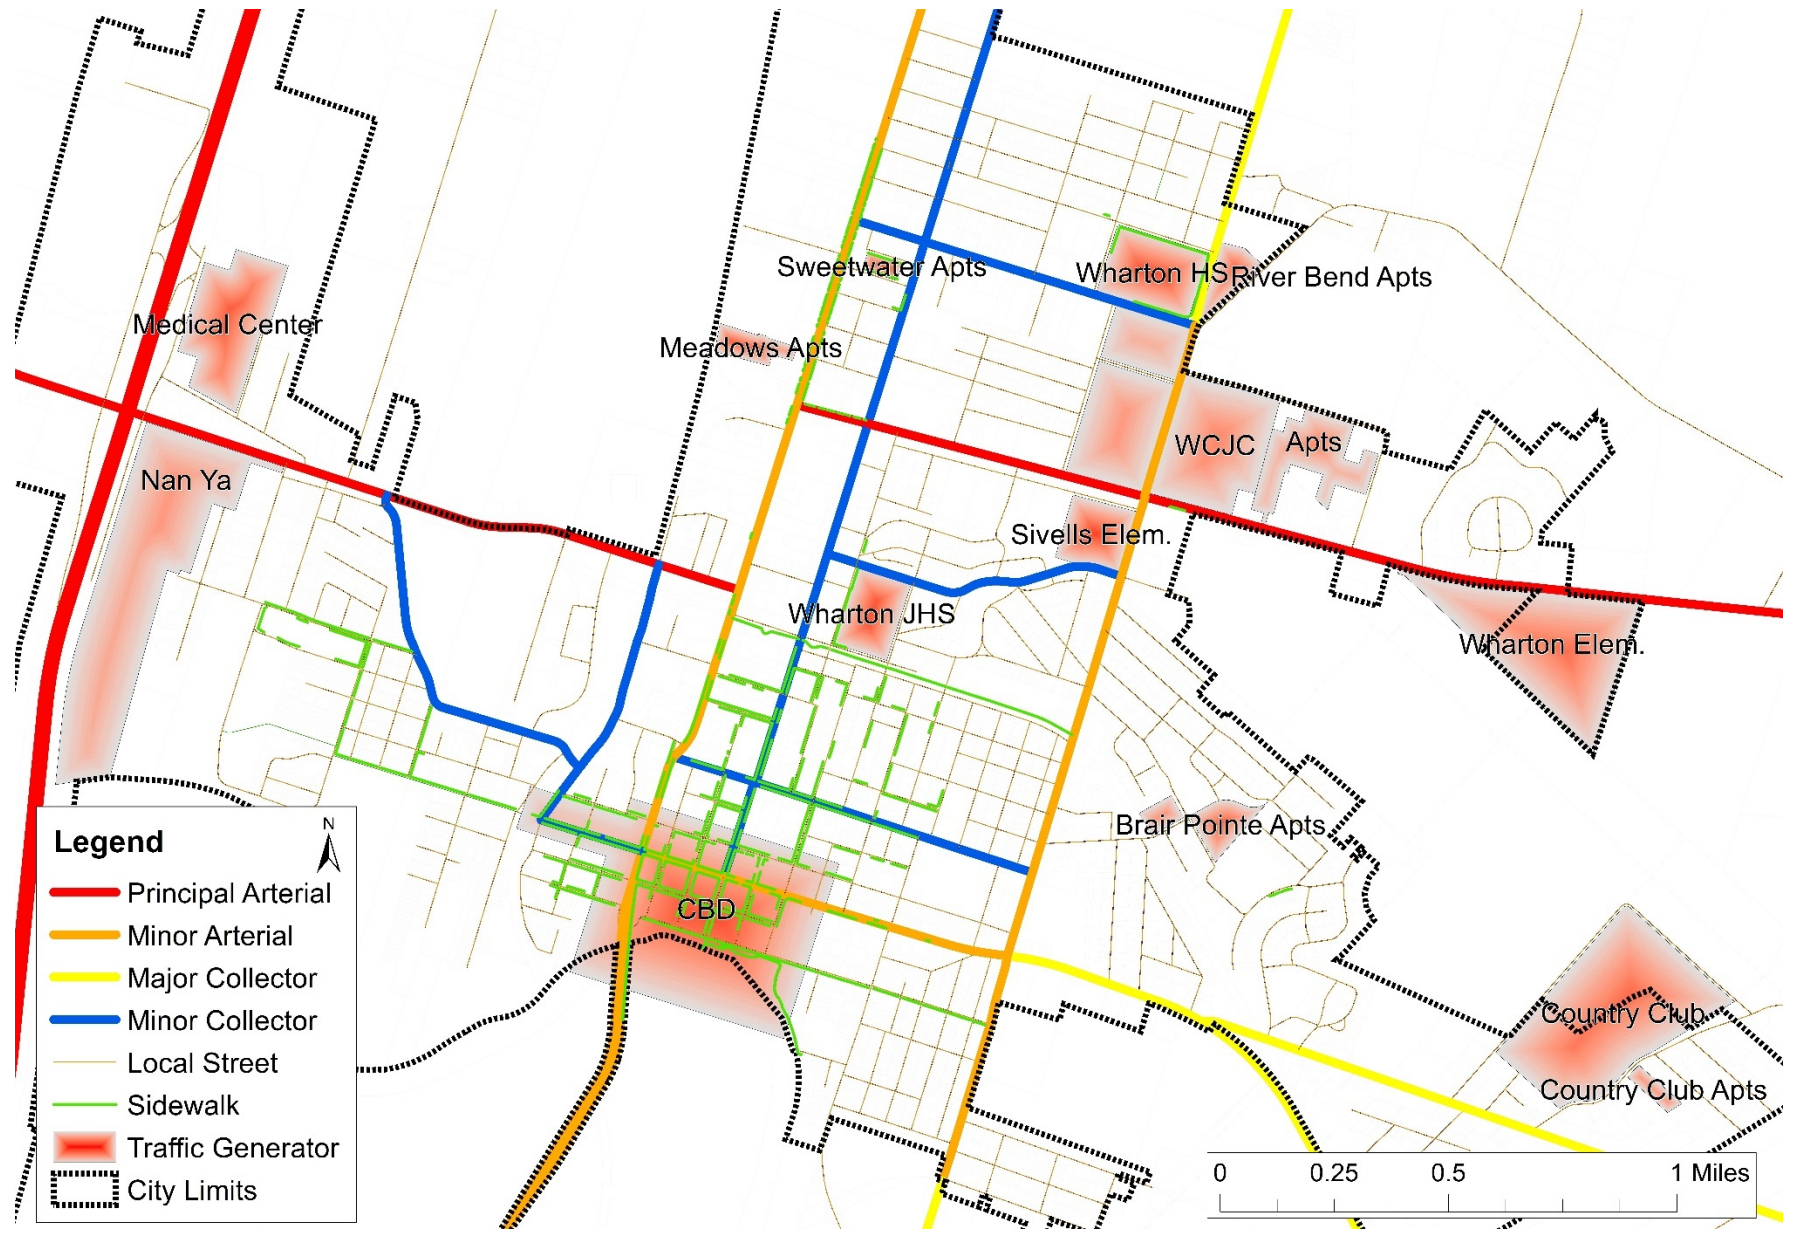 Sweetwater Apts
Wharton HS
River Bend Apts
Medical Center
Meadows Apts
WCJC
Apts
Nan Ya
Sivells Elem.
Wharton JHS
Wharton Elem.
Brair Pointe Apts
CBD
Country Club
Country Club Apts
Legend
N
Principal Arterial
Minor Arterial
Major Collector
Minor Collector
Local Street
Sidewalk
Traffic Generator
City Limits
0 0.25 0.5 1 Miles